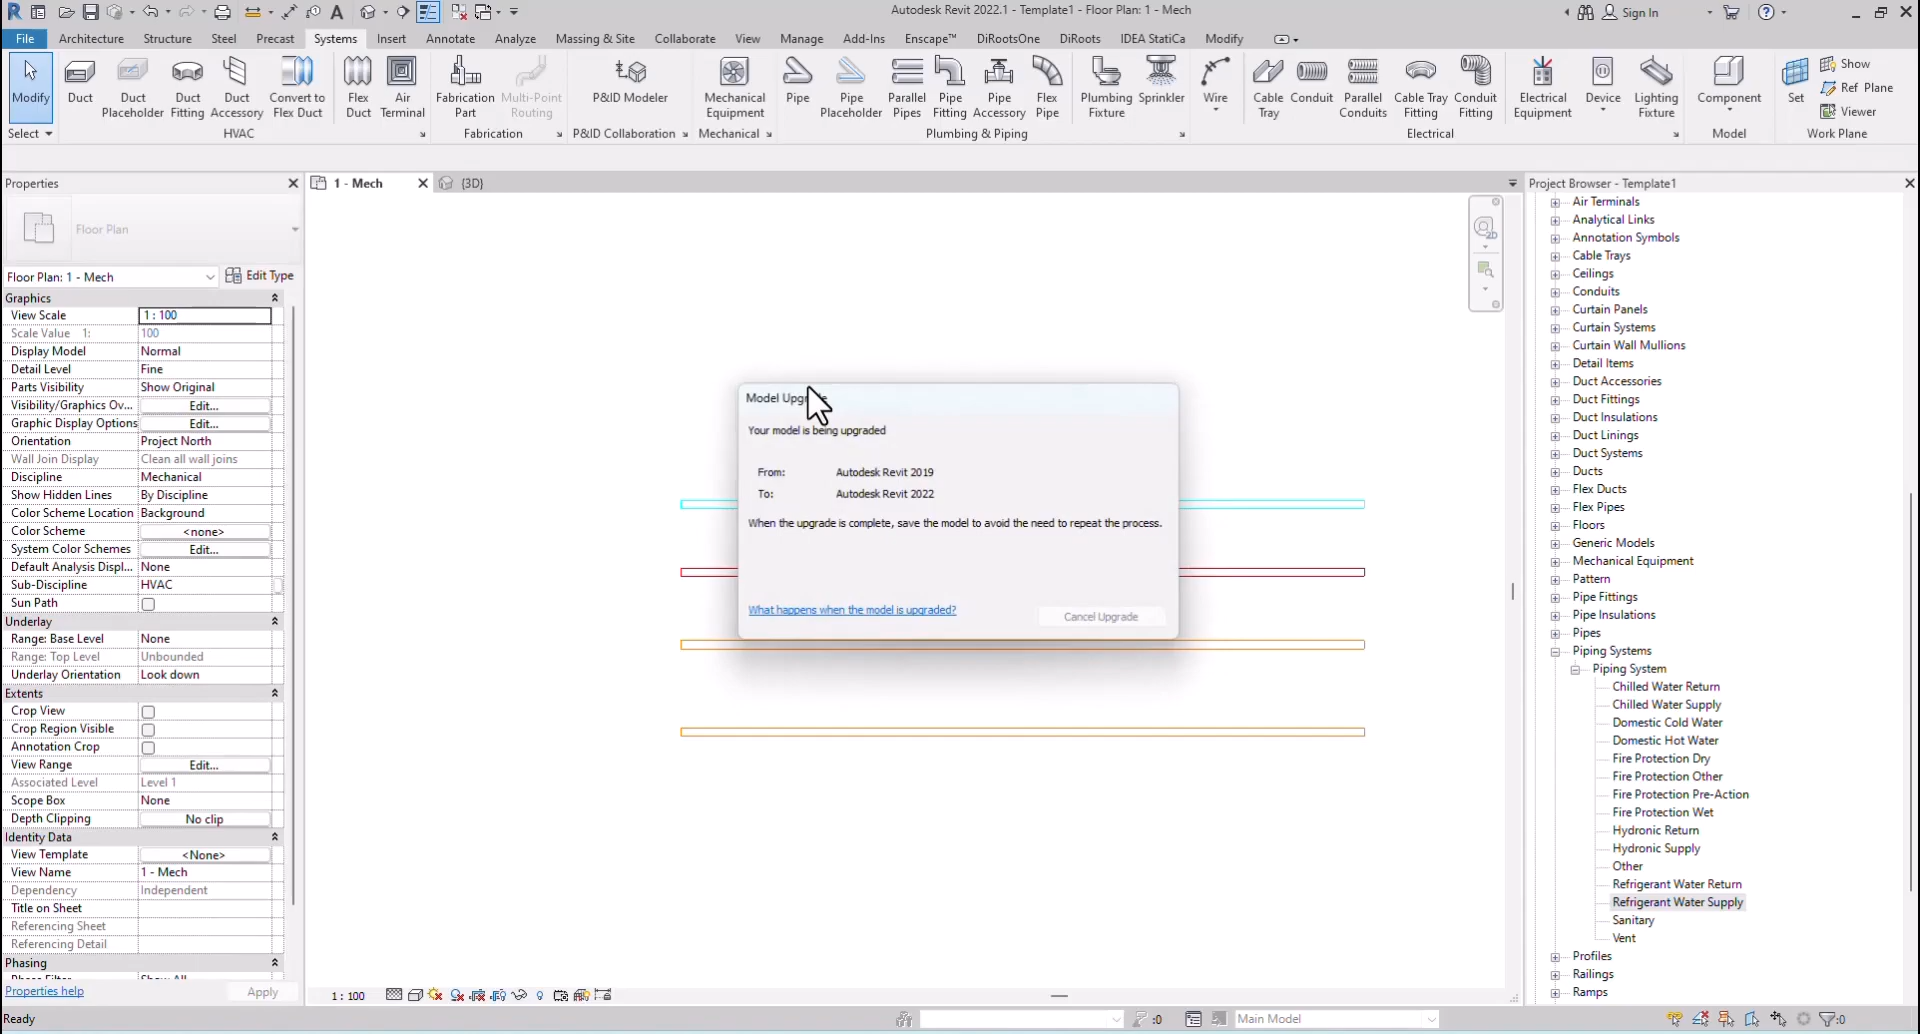 Autodesk Revit 2022.1 - Template1 - Floor Plan: 1 - Mech
Sign In
File Architecture Structure Steel Precast Systems Insert Annotate Analyze Massing & Site Collaborate View Manage Add-Ins Enscape™ DiRootsOne DiRoots IDEA StatiCa Modify
Modify
Duct
Duct Placeholder
Duct Fitting
Duct Accessory
Convert to Flex Duct
Flex Duct
Air Terminal
Fabrication Part
Multi-Point Routing
P&ID Modeler
Mechanical Equipment
Pipe
Pipe Placeholder
Parallel Pipes
Pipe Fitting
Pipe Accessory
Flex Pipe
Plumbing Fixture
Sprinkler
Wire
Cable Tray
Conduit
Parallel Conduits
Cable Tray Fitting
Conduit Fitting
Electrical Equipment
Device
Lighting Fixture
Component
Set
Show
Ref Plane
Viewer
Select HVAC Fabrication P&ID Collaboration Mechanical Plumbing & Piping Electrical Model Work Plane
Properties
Floor Plan
Floor Plan: 1 - Mech Edit Type
Graphics
View Scale 1 : 100
Scale Value 1: 100
Display Model Normal
Detail Level Fine
Parts Visibility Show Original
Visibility/Graphics Ov... Edit...
Graphic Display Options Edit...
Orientation Project North
Wall Join Display Clean all wall joins
Discipline Mechanical
Show Hidden Lines By Discipline
Color Scheme Location Background
Color Scheme <none>
System Color Schemes Edit...
Default Analysis Displ... None
Sub-Discipline HVAC
Sun Path
Underlay
Range: Base Level None
Range: Top Level Unbounded
Underlay Orientation Look down
Extents
Crop View
Crop Region Visible
Annotation Crop
View Range Edit...
Associated Level Level 1
Scope Box None
Depth Clipping No clip
Identity Data
View Template <None>
View Name 1 - Mech
Dependency Independent
Title on Sheet
Referencing Sheet
Referencing Detail
Phasing
Properties help Apply
Ready
1 - Mech {3D}
2D
Model
Your model is being upgraded
From: Autodesk Revit 2019
To: Autodesk Revit 2022
When the upgrade is complete, save the model to avoid the need to repeat the process.
What happens when the model is upgraded? Cancel Upgrade
1 : 100
:0 Main Model
:0
Project Browser - Template1
Air Terminals
Analytical Links
Annotation Symbols
Cable Trays
Ceilings
Conduits
Curtain Panels
Curtain Systems
Curtain Wall Mullions
Detail Items
Duct Accessories
Duct Fittings
Duct Insulations
Duct Linings
Duct Systems
Ducts
Flex Ducts
Flex Pipes
Floors
Generic Models
Mechanical Equipment
Pattern
Pipe Fittings
Pipe Insulations
Pipes
Piping Systems
Piping System
Chilled Water Return
Chilled Water Supply
Domestic Cold Water
Domestic Hot Water
Fire Protection Dry
Fire Protection Other
Fire Protection Pre-Action
Fire Protection Wet
Hydronic Return
Hydronic Supply
Other
Refrigerant Water Return
Refrigerant Water Supply
Sanitary
Vent
Profiles
Railings
Ramps